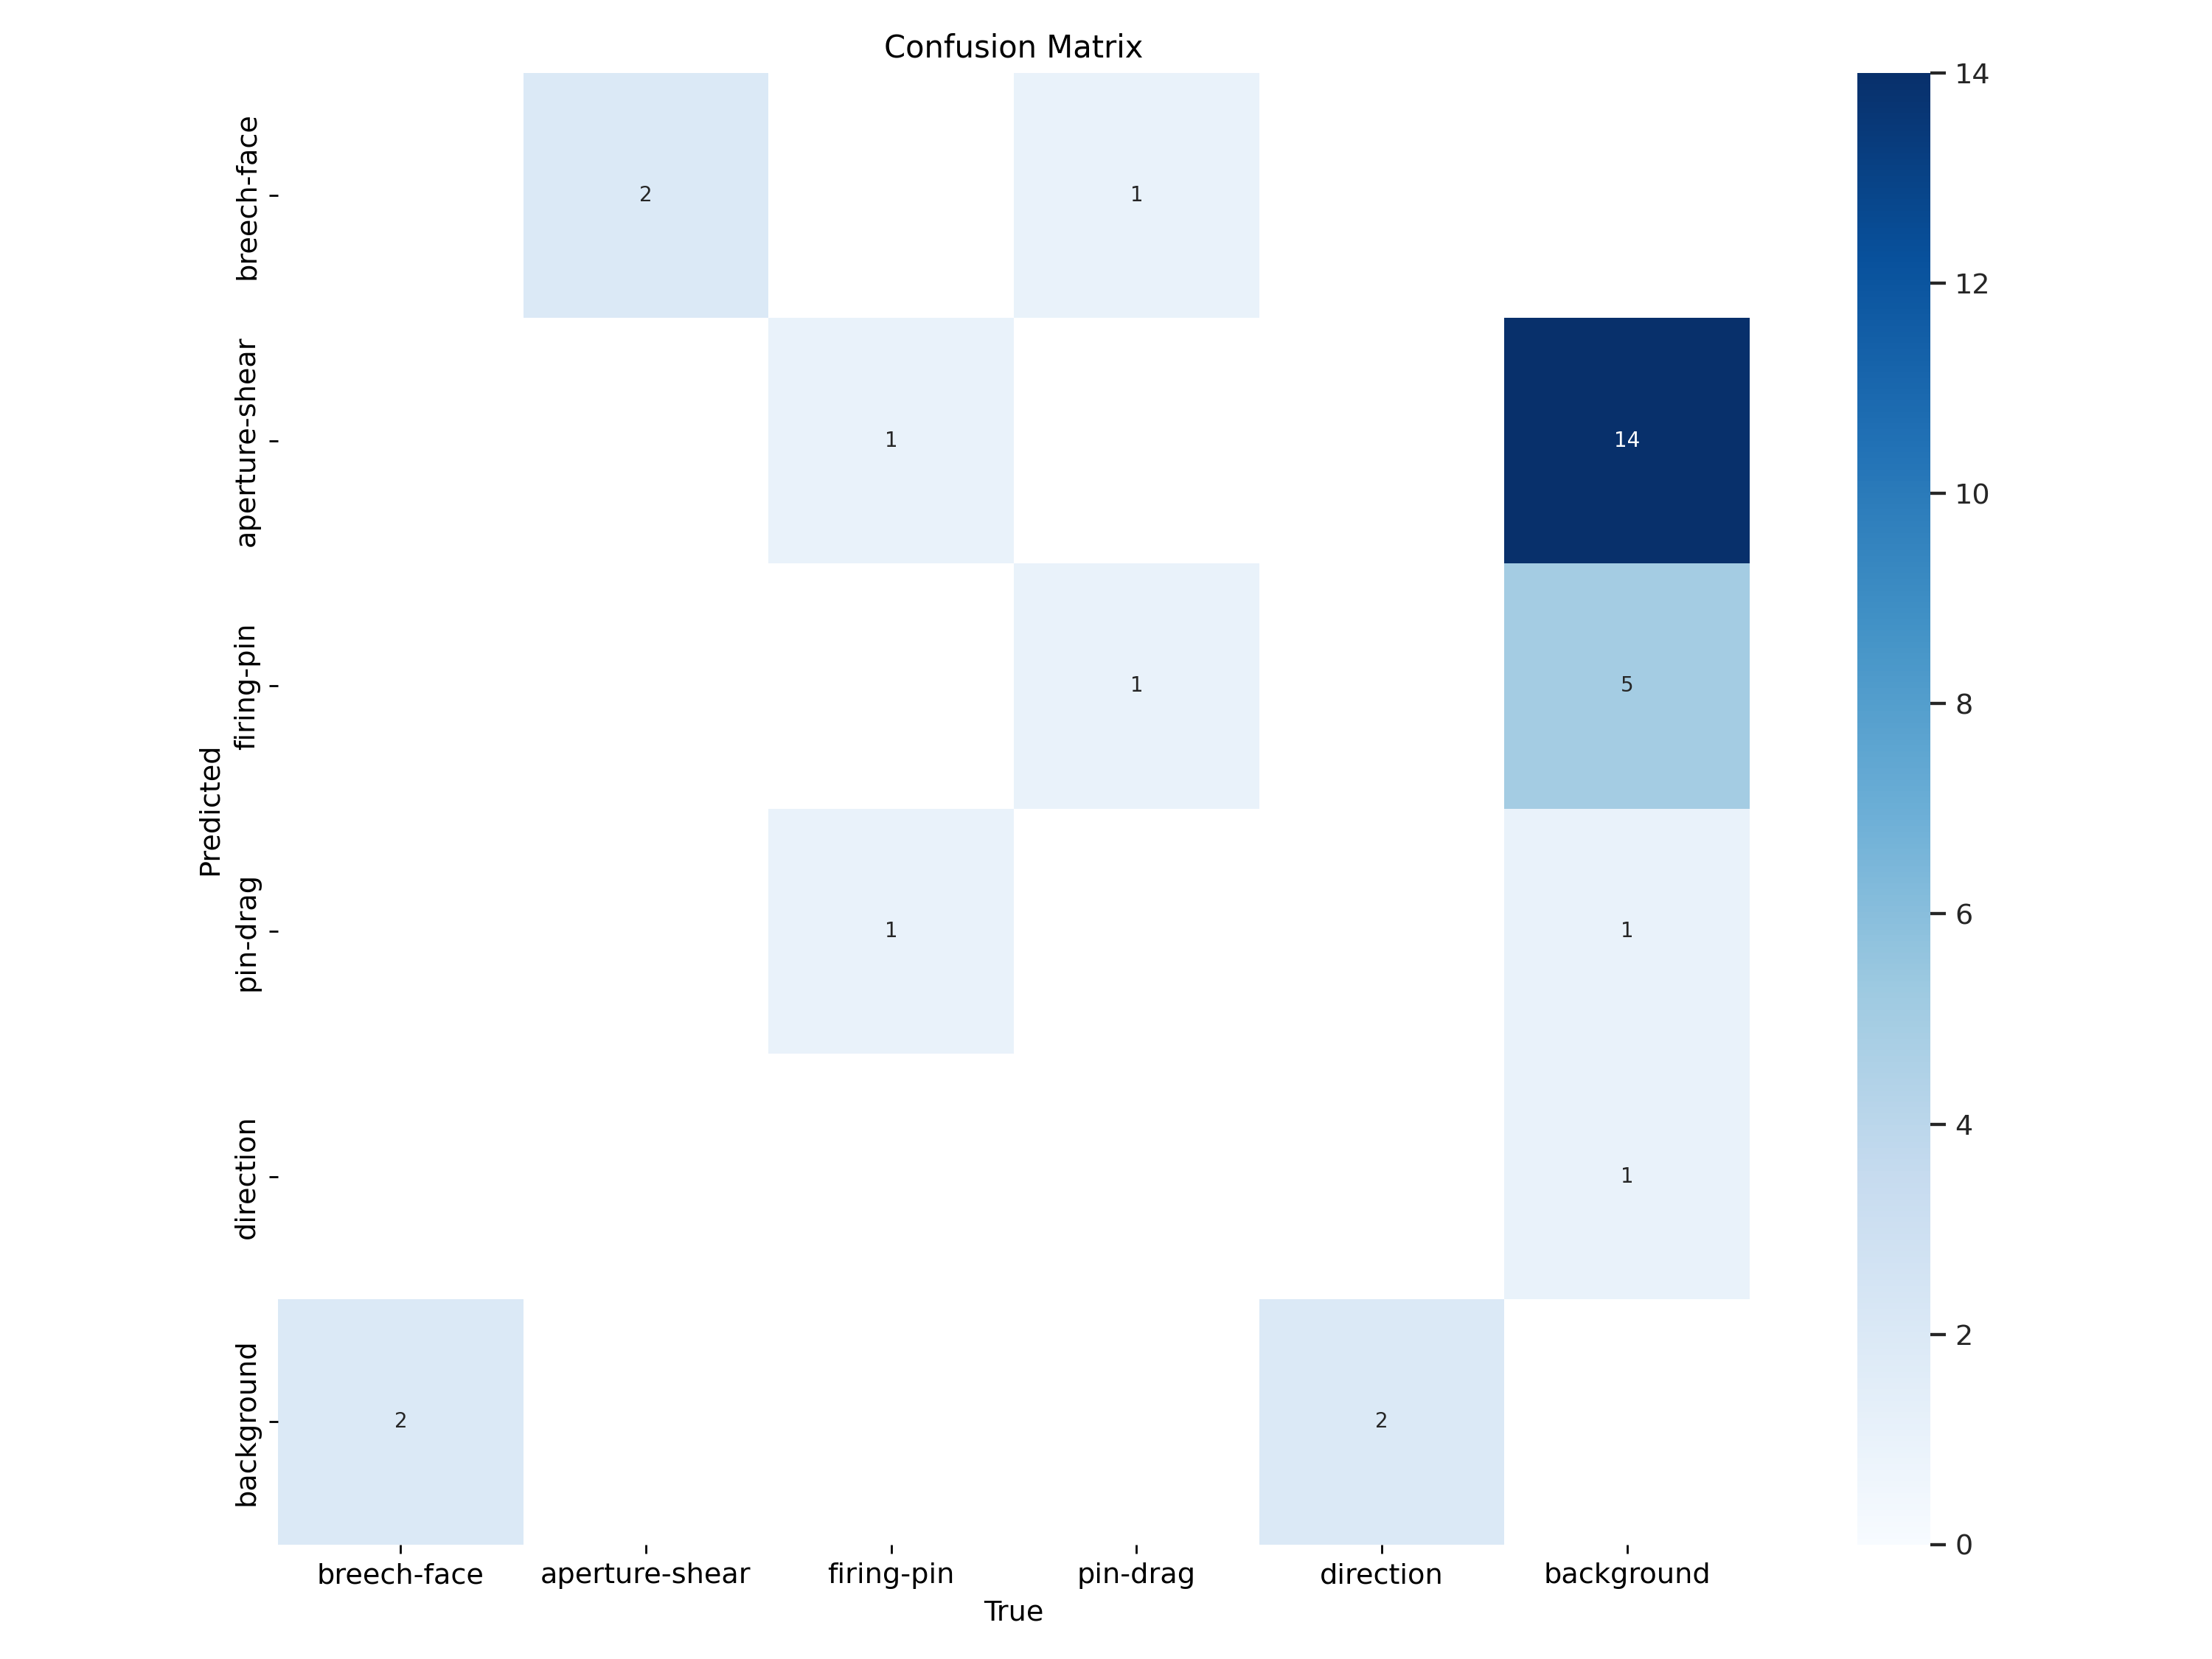 Confusion Matrix
breech-face
2
1
aperture-shear
1
14
firing-pin
1
5
pin-drag
1
1
direction
1
background
2
2
Predicted
breech-face aperture-shear firing-pin pin-drag direction background
True
14
12
10
8
6
4
2
0